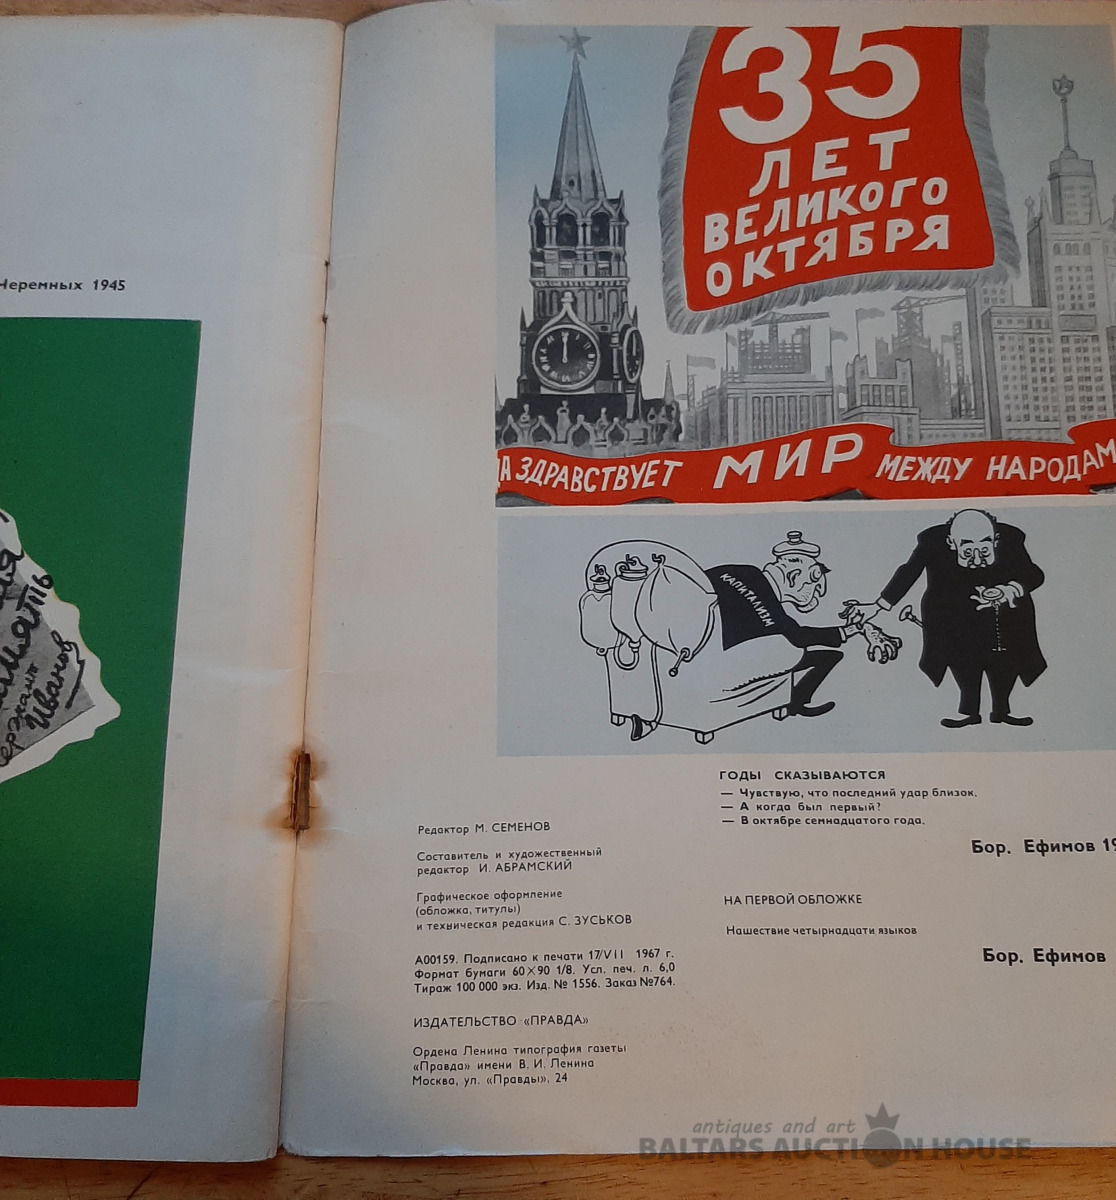 Черемных 1945
сержант
Иванов
35
ЛЕТ
ВЕЛИКОГО
ОКТЯБРЯ
ДА ЗДРАВСТВУЕТ МИР МЕЖДУ НАРОДАМ
КАПИТАЛИЗМ
ГОДЫ СКАЗЫВАЮТСЯ
— Чувствую, что последний удар близок.
— А когда был первый?
— В октябре семнадцатого года.
Бор. Ефимов 19
Редактор М. СЕМЕНОВ
Составитель и художественный
редактор И. АБРАМСКИЙ
Графическое оформление
(обложка, титулы)
и техническая редакция С. ЗУСЬКОВ
НА ПЕРВОЙ ОБЛОЖКЕ
Нашествие четырнадцати языков
Бор. Ефимов
А00159. Подписано к печати 17/VII 1967 г.
Формат бумаги 60×90 1/8. Усл. печ. л. 6,0
Тираж 100 000 экз. Изд. № 1556. Заказ №764.
ИЗДАТЕЛЬСТВО «ПРАВДА»
Ордена Ленина типография газеты
«Правда» имени В. И. Ленина
Москва, ул. «Правды», 24
antiques and art
BALTARS AUCTION HOUSE